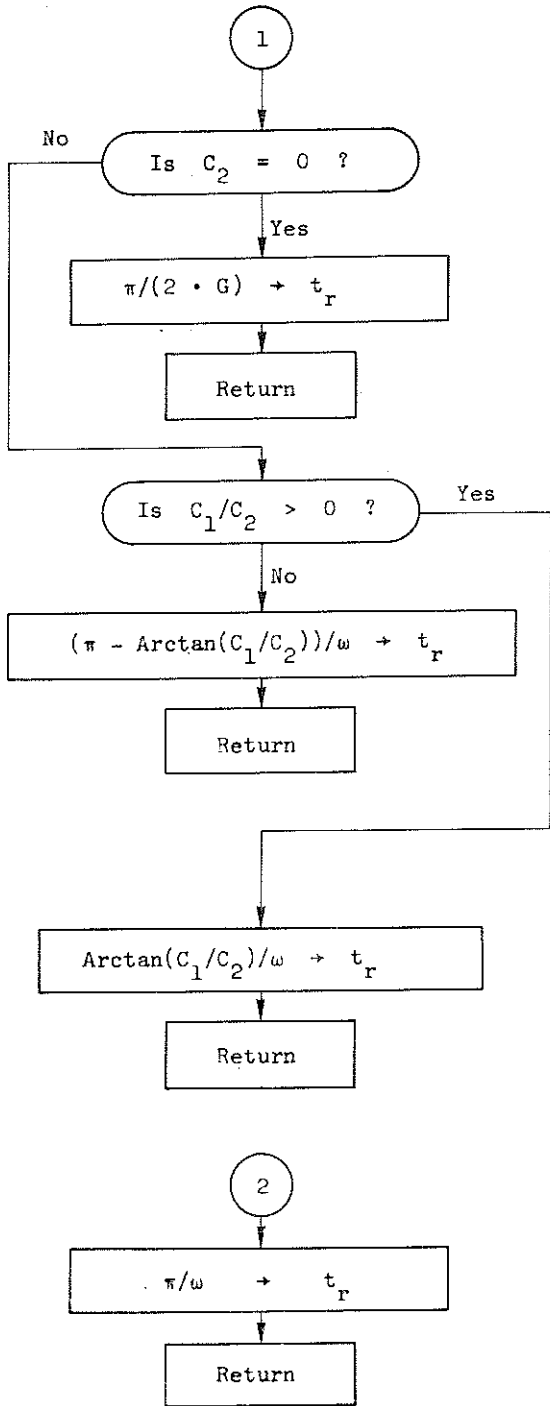 1
No
Is C₂ = 0 ?
Yes
π/(2 • G) → tᵣ
Return
Is C₁/C₂ > 0 ?
Yes
No
(π - Arctan(C₁/C₂))/ω → tᵣ
Return
Arctan(C₁/C₂)/ω → tᵣ
Return
2
π/ω → tᵣ
Return